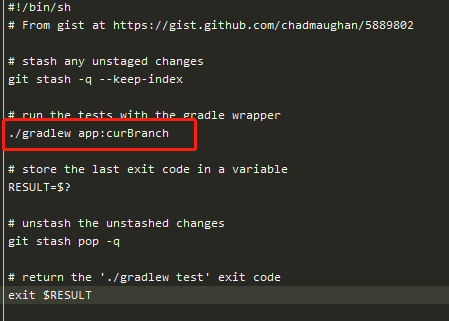 #!/bin/sh
# From gist at https://gist.github.com/chadmaughan/5889802
# stash any unstaged changes
git stash -q --keep-index
# run the tests with the gradle wrapper
./gradlew app:curBranch
# store the last exit code in a variable
RESULT=$?
# unstash the unstashed changes
git stash pop -q
# return the './gradlew test' exit code
exit $RESULT